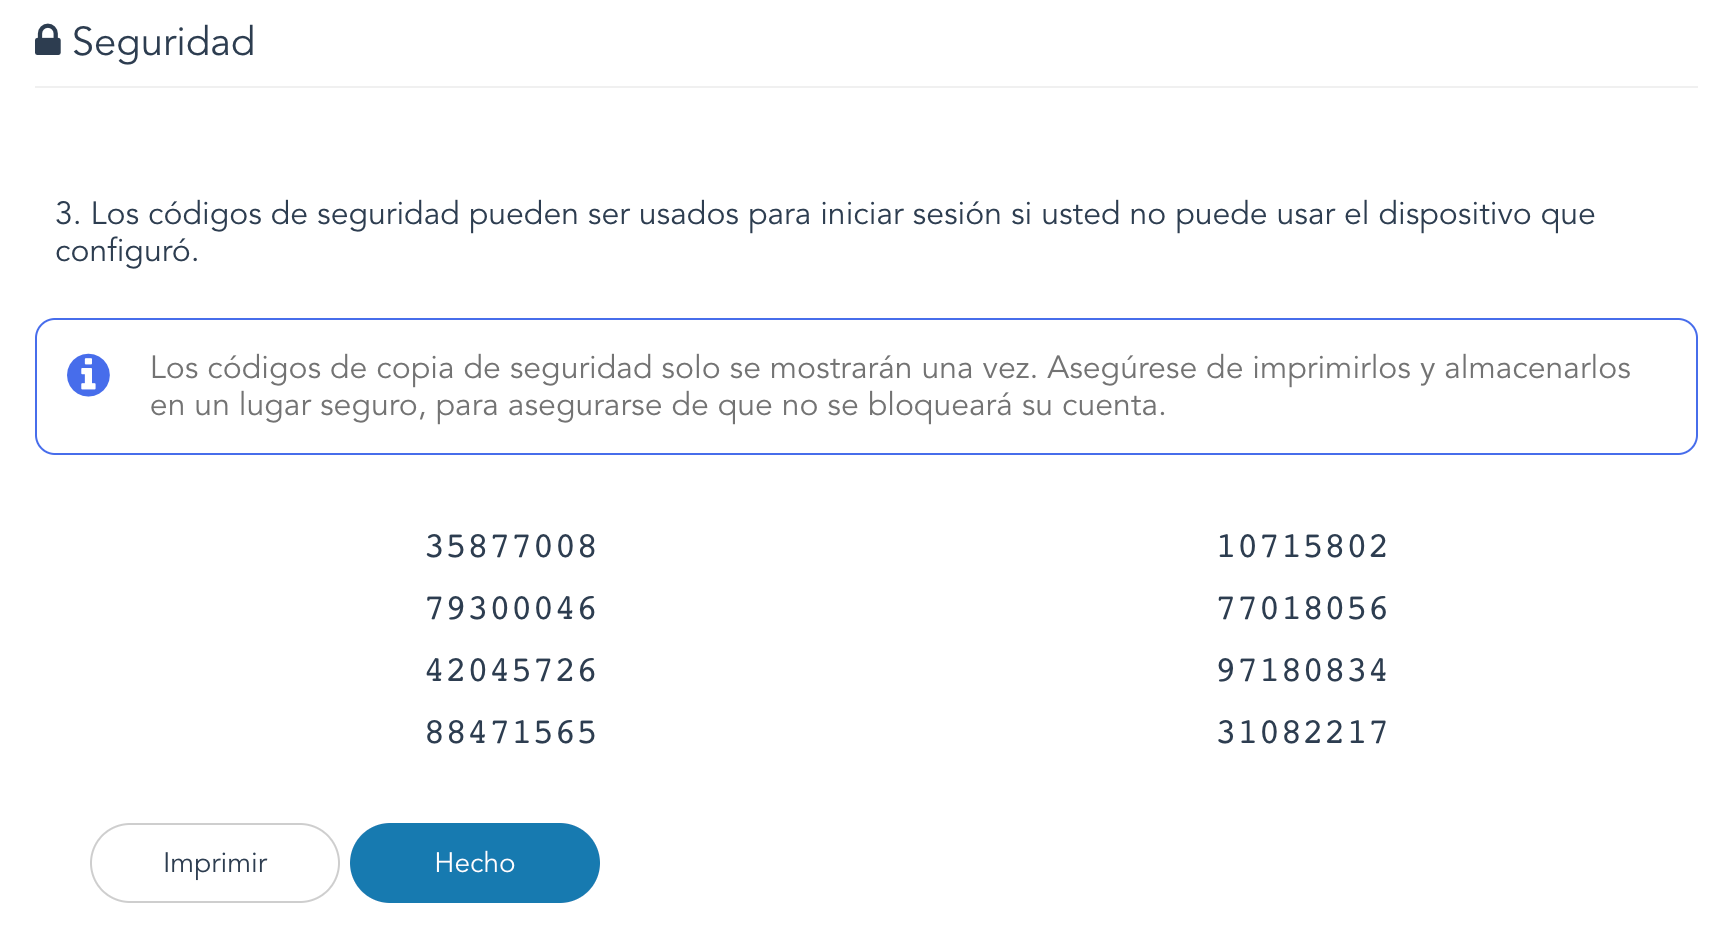 Seguridad
3. Los códigos de seguridad pueden ser usados para iniciar sesión si usted no puede usar el dispositivo que
configuró.
Los códigos de copia de seguridad solo se mostrarán una vez. Asegúrese de imprimirlos y almacenarlos
en un lugar seguro, para asegurarse de que no se bloqueará su cuenta.
35877008 10715802
79300046 77018056
42045726 97180834
88471565 31082217
Imprimir Hecho